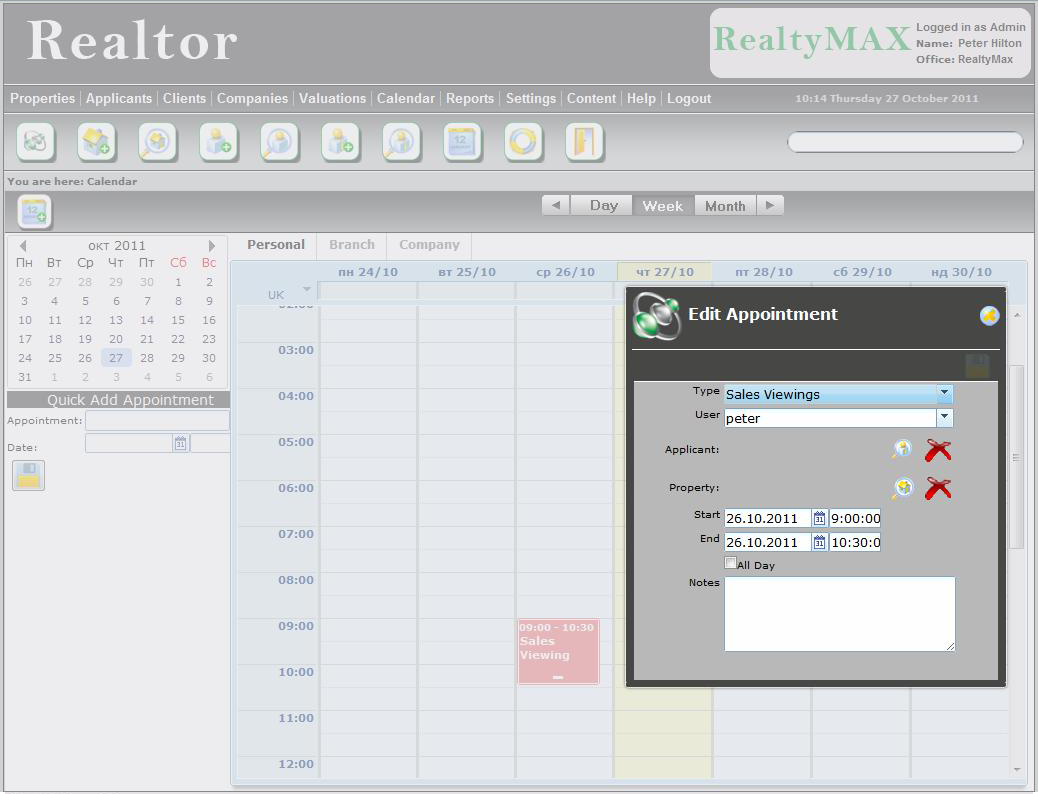 Realtor
RealtyMAX
Logged in as Admin
Name: Peter Hilton
Office: RealtyMax
Properties Applicants Clients Companies Valuations Calendar Reports Settings Content Help Logout
10:14 Thursday 27 October 2011
12
12
You are here: Calendar
Day Week Month
окт 2011
Пн Вт Ср Чт Пт Сб Вс
26 27 28 29 30 1 2
3 4 5 6 7 8 9
10 11 12 13 14 15 16
17 18 19 20 21 22 23
24 25 26 27 28 29 30
31 1 2 3 4 5 6
Quick Add Appointment
Appointment:
Date:
31
Personal Branch Company
пн 24/10 вт 25/10 ср 26/10 чт 27/10 пт 28/10 сб 29/10 нд 30/10
UK
02:00
03:00
04:00
05:00
06:00
07:00
08:00
09:00
10:00
11:00
12:00
09:00 - 10:30
Sales
Viewing
Edit Appointment
Type Sales Viewings
User peter
Applicant:
Property:
Start 26.10.2011 31 9:00:00
End 26.10.2011 31 10:30:0
All Day
Notes